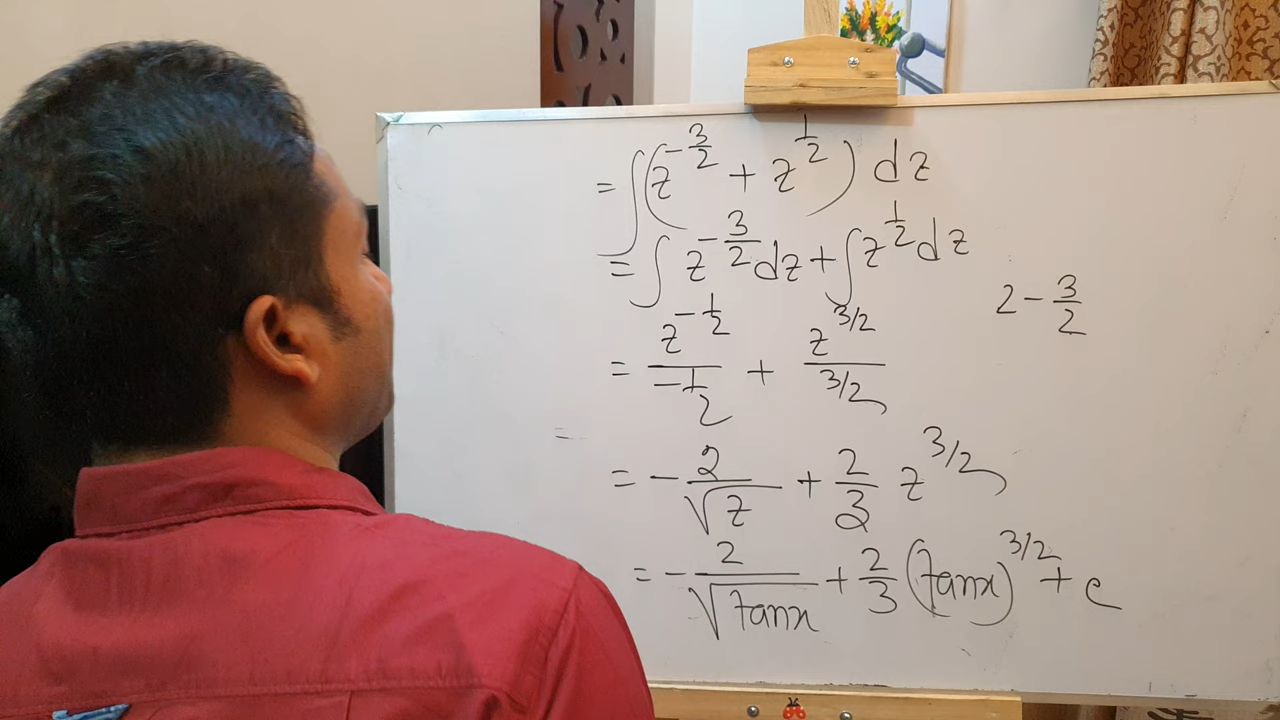 = ∫(z^{-3/2} + z^{1/2}) dz
= ∫ z^{-3/2} dz + ∫ z^{1/2} dz
2 - 3/2
= z^{-1/2}/(-1/2) + z^{3/2}/(3/2)
=
= -2/√z + 2/3 z^{3/2}
= -2/√tanx + 2/3 (tanx)^{3/2} + c